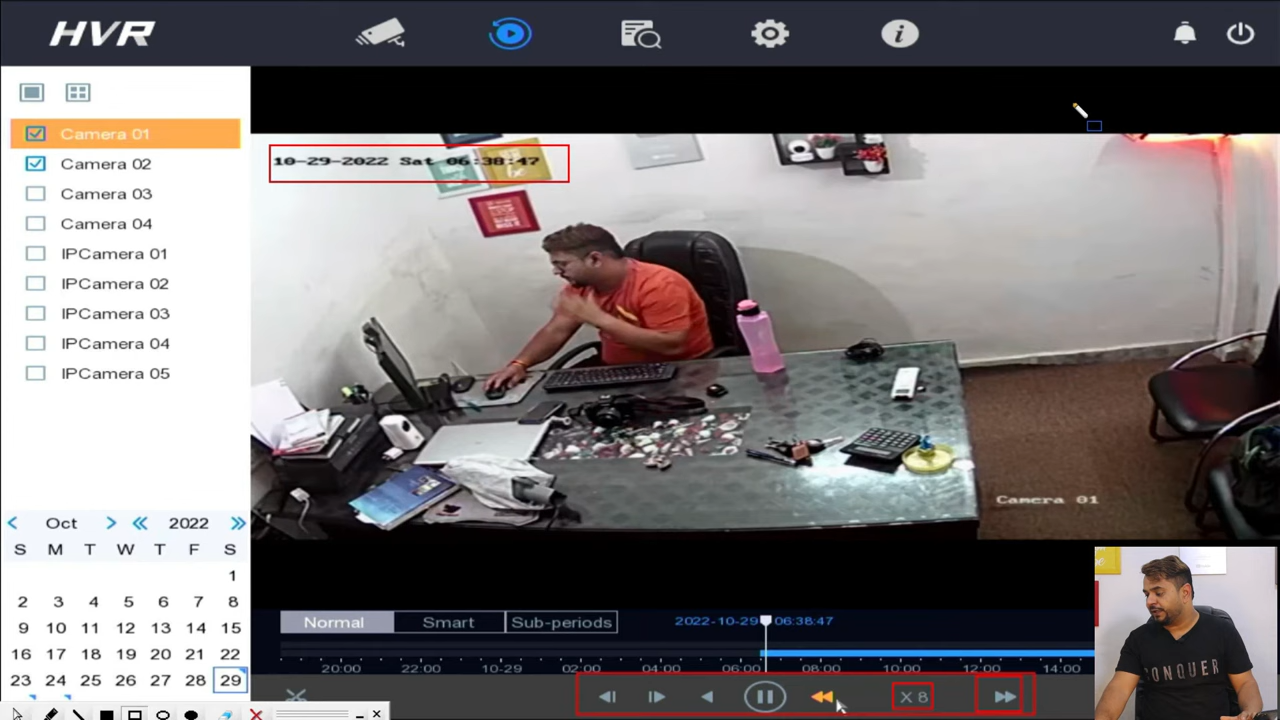 HVR
Camera 01
Camera 02
Camera 03
Camera 04
IPCamera 01
IPCamera 02
IPCamera 03
IPCamera 04
IPCamera 05
10-29-2022 Sat 06:38:47
Camera 01
Oct 2022
S M T W T F S
1
2 3 4 5 6 7 8
9 10 11 12 13 14 15
16 17 18 19 20 21 22
23 24 25 26 27 28 29
Normal Smart Sub-periods 2022-10-29 06:38:47
20:00 22:00 10-29 02:00 04:00 06:00 08:00 10:00 12:00 14:00
X 8
CONQUER